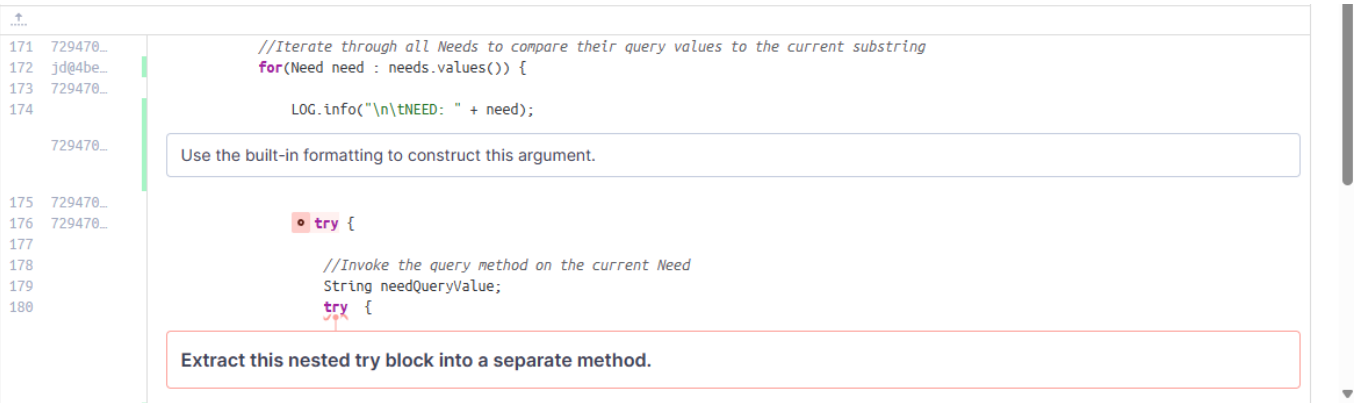 171 729470… //Iterate through all Needs to compare their query values to the current substring
172 jd@4be… for(Need need : needs.values()) {
173 729470…
174 LOG.info("\n\tNEED: " + need);
729470… Use the built-in formatting to construct this argument.
175 729470…
176 729470… try {
177
178 //Invoke the query method on the current Need
179 String needQueryValue;
180 try {
Extract this nested try block into a separate method.